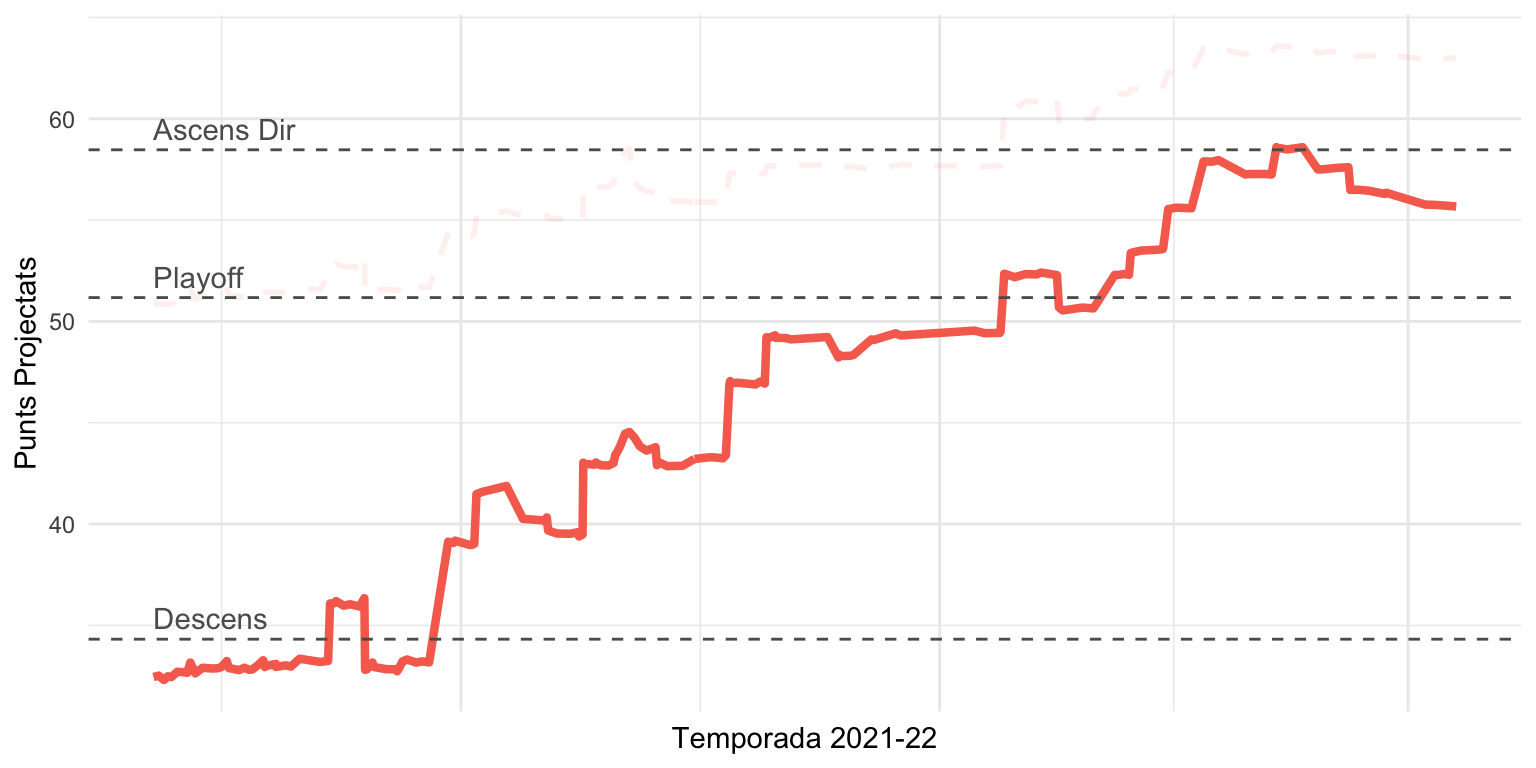 Punts Projectats
60
50
40
Ascens Dir
Playoff
Descens
Temporada 2021-22